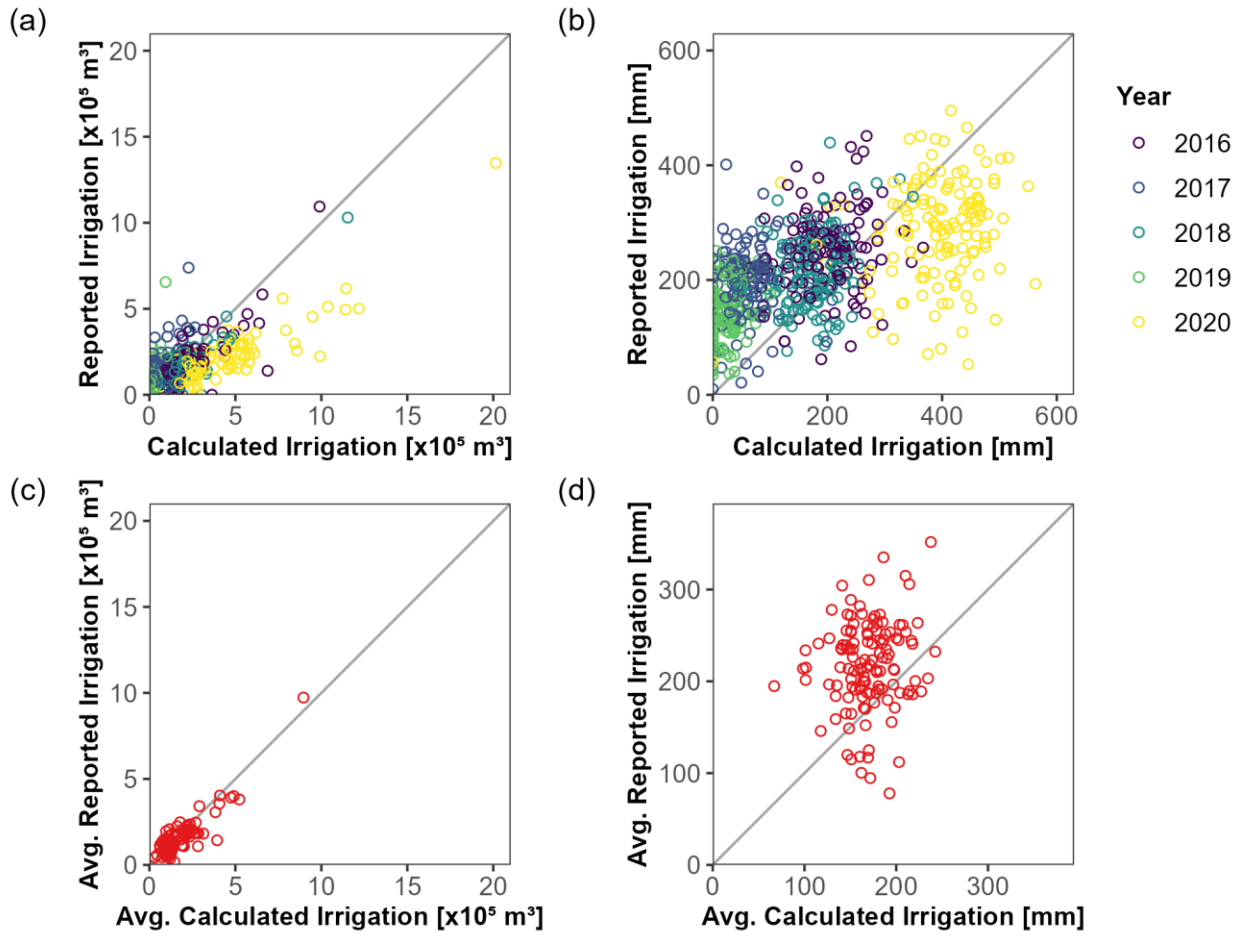 (a)
Reported Irrigation [x10⁵ m³]
20
15
10
5
0
0 5 10 15 20
Calculated Irrigation [x10⁵ m³]
(b)
Reported Irrigation [mm]
600
400
200
0
0 200 400 600
Calculated Irrigation [mm]
Year
2016
2017
2018
2019
2020
(c)
Avg. Reported Irrigation [x10⁵ m³]
20
15
10
5
0
0 5 10 15 20
Avg. Calculated Irrigation [x10⁵ m³]
(d)
Avg. Reported Irrigation [mm]
300
200
100
0
0 100 200 300
Avg. Calculated Irrigation [mm]